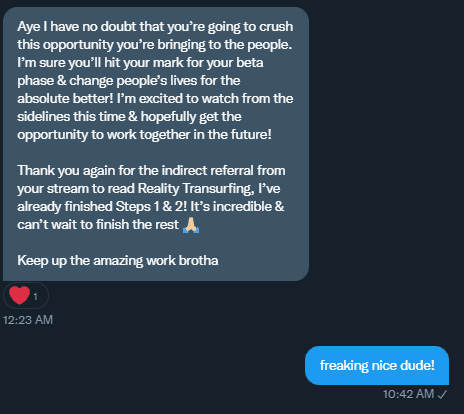 Aye I have no doubt that you're going to crush
this opportunity you're bringing to the people.
I'm sure you'll hit your mark for your beta
phase & change people's lives for the
absolute better! I'm excited to watch from the
sidelines this time & hopefully get the
opportunity to work together in the future!
Thank you again for the indirect referral from
your stream to read Reality Transurfing, I've
already finished Steps 1 & 2! It's incredible &
can't wait to finish the rest 🙏🏼
Keep up the amazing work brotha
❤️ 1
12:23 AM
freaking nice dude!
10:42 AM ✓